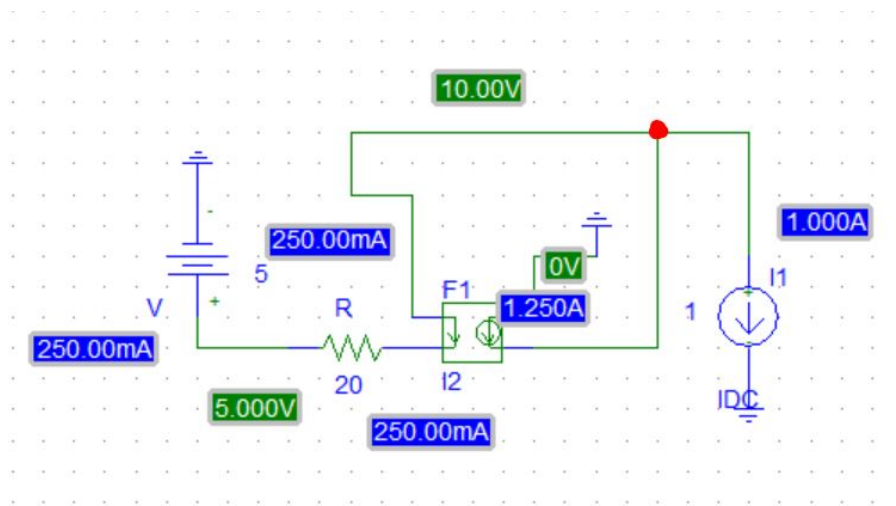 10.00V
-
250.00mA
1.000A
0V
5
F1
I1
V
+
R
1.250A
1
250.00mA
20
I2
IDC
5.000V
250.00mA